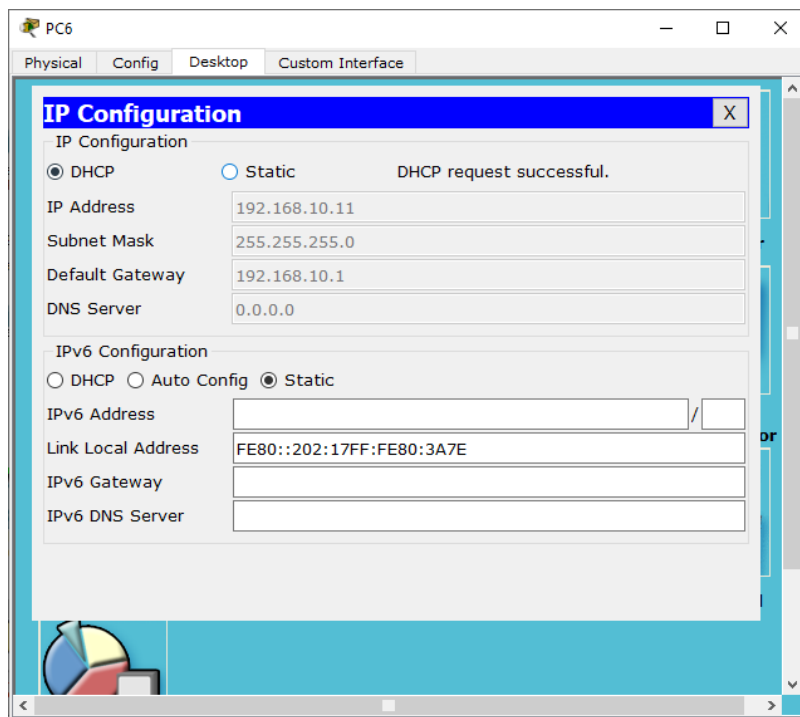 PC6
Physical Config Desktop Custom Interface
IP Configuration X
IP Configuration
DHCP Static DHCP request successful.
IP Address 192.168.10.11
Subnet Mask 255.255.255.0
Default Gateway 192.168.10.1
DNS Server 0.0.0.0
IPv6 Configuration
DHCP Auto Config Static
IPv6 Address /
Link Local Address FE80::202:17FF:FE80:3A7E
IPv6 Gateway
IPv6 DNS Server
or